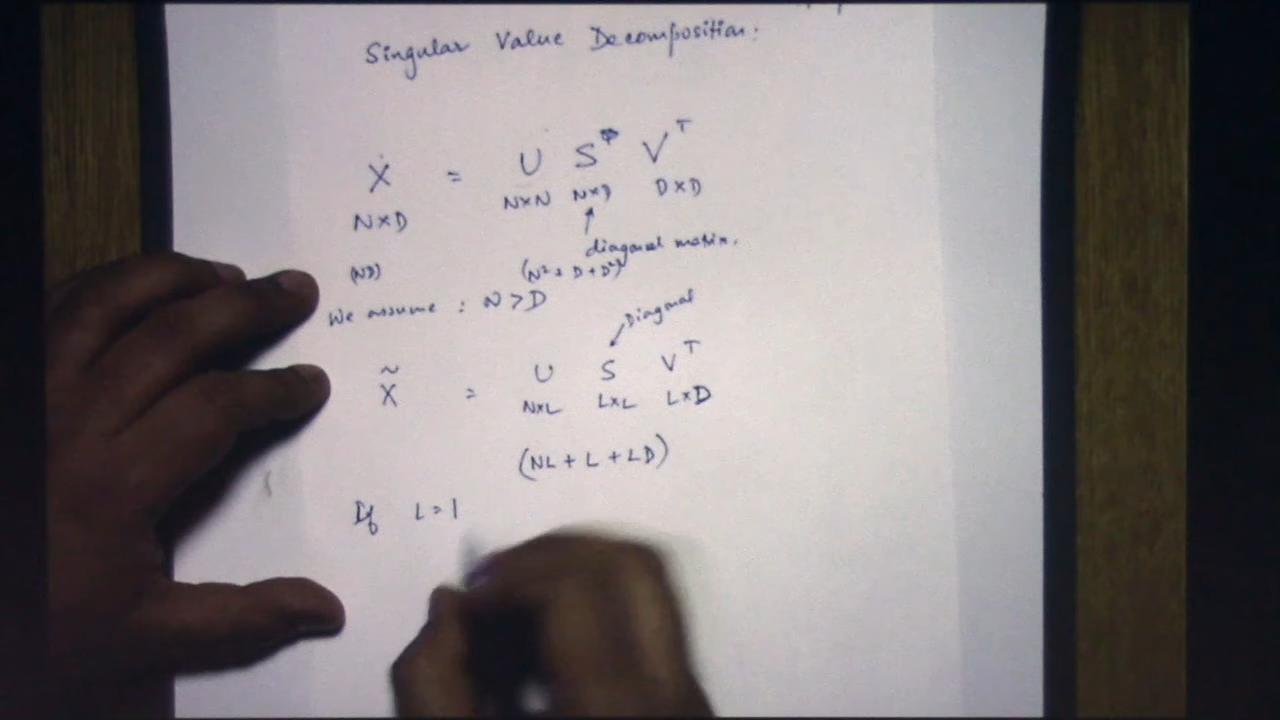 Singular Value Decomposition.
X = U S V^T
N×D N×N N×D D×D
diagonal matrix.
(ND) (N² + D + D²)
We assume : N > D
Diagonal
X̃ = U S V^T
N×L L×L L×D
(NL + L + LD)
If L = 1